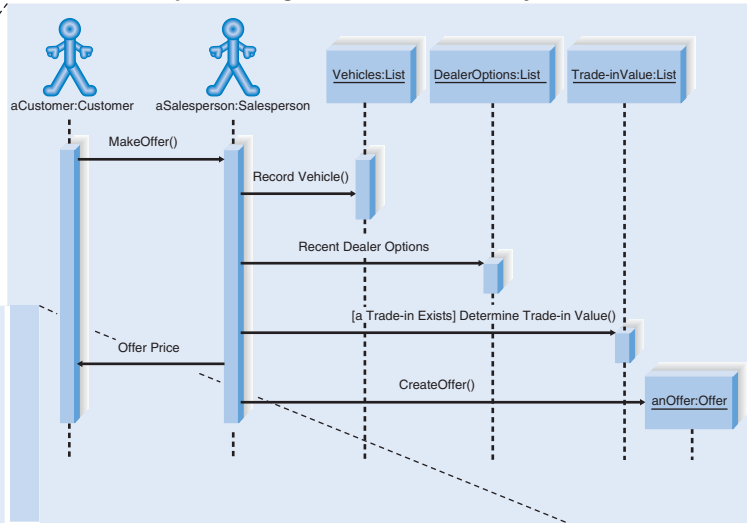 Vehicles:List
DealerOptions:List
Trade-inValue:List
aCustomer:Customer
aSalesperson:Salesperson
MakeOffer()
Record Vehicle()
Recent Dealer Options
[a Trade-in Exists] Determine Trade-in Value()
Offer Price
CreateOffer()
anOffer:Offer